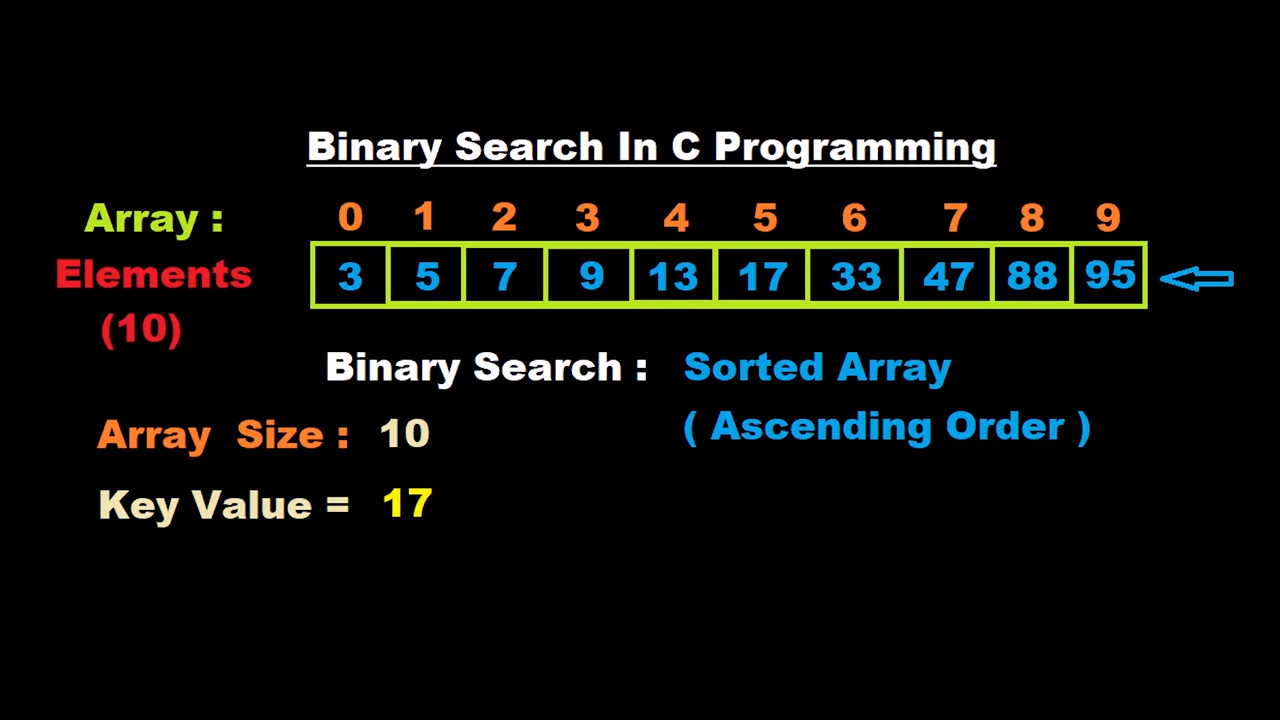 Binary Search In C Programming
Array : 0 1 2 3 4 5 6 7 8 9
Elements 3 5 7 9 13 17 33 47 88 95
(10)
Binary Search : Sorted Array
( Ascending Order )
Array Size : 10
Key Value = 17